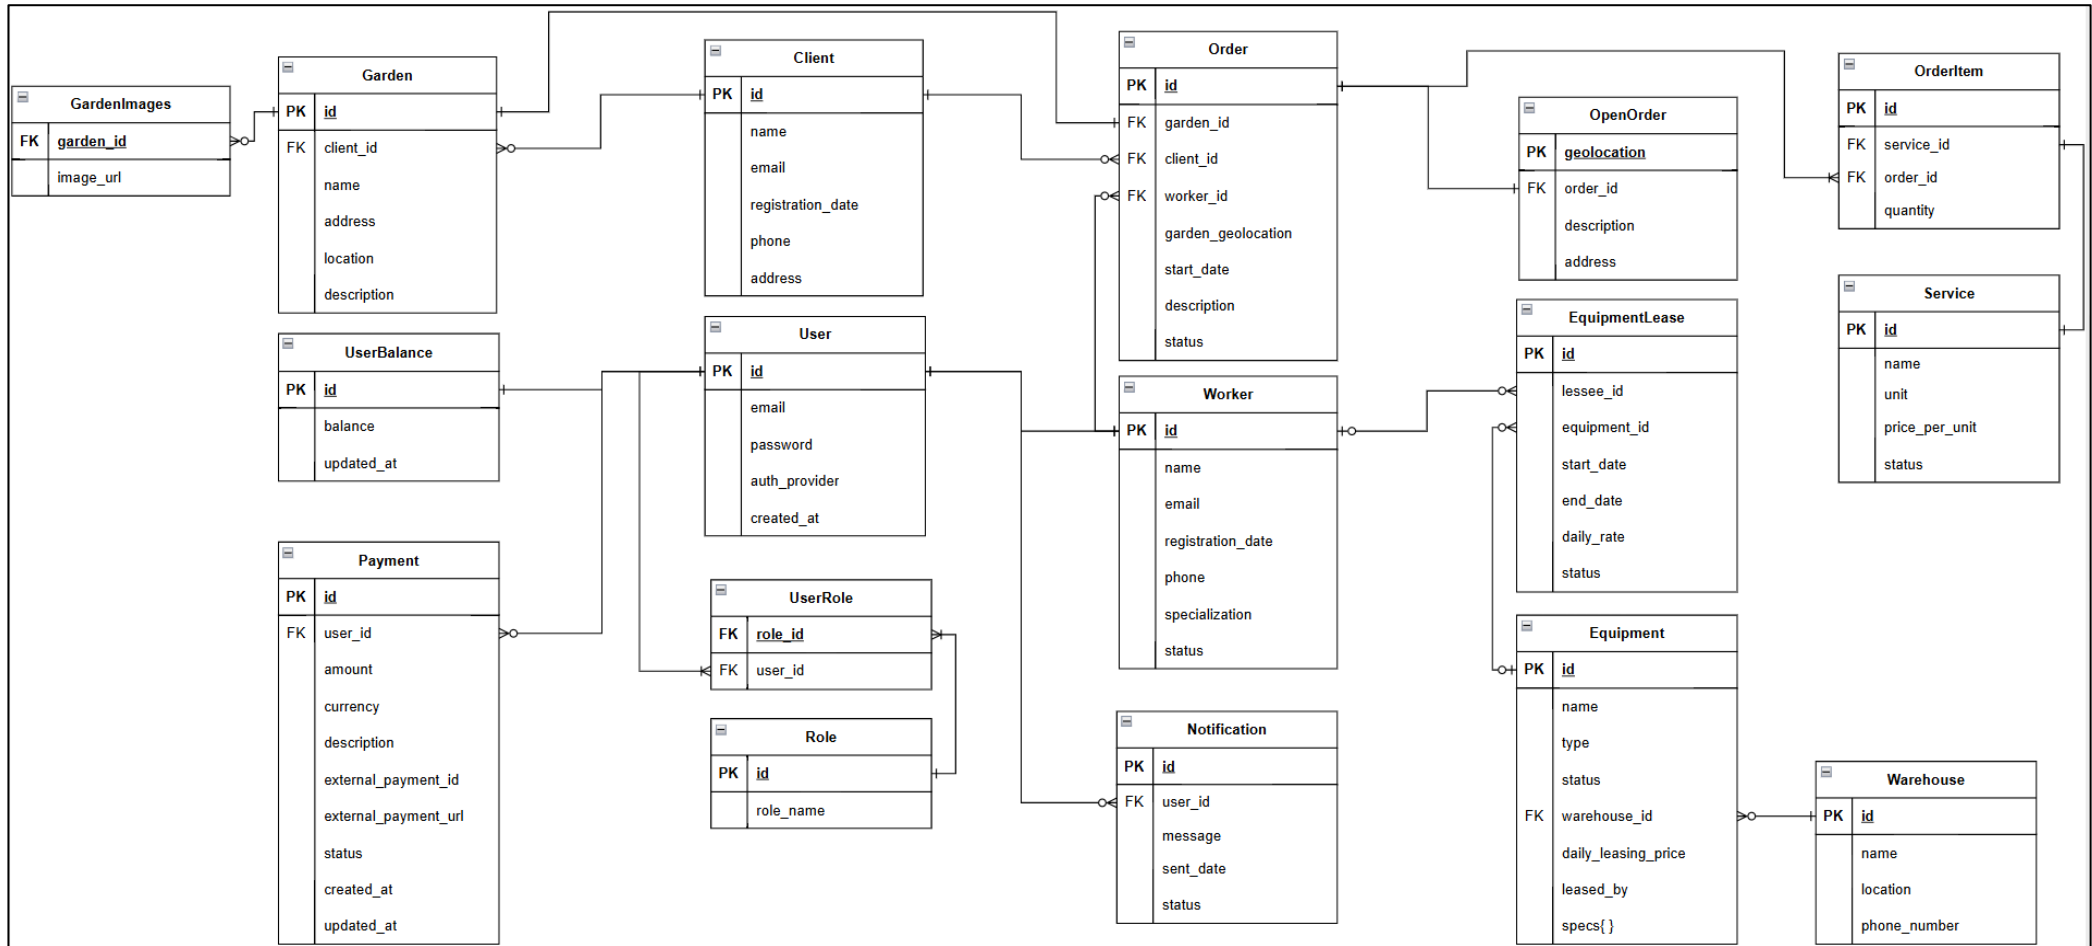 GardenImages
FK garden_id
image_url
Garden
PK id
FK client_id
name
address
location
description
Client
PK id
name
email
registration_date
phone
address
Order
PK id
FK garden_id
FK client_id
FK worker_id
garden_geolocation
start_date
description
status
OpenOrder
PK geolocation
FK order_id
description
address
OrderItem
PK id
FK service_id
FK order_id
quantity
Service
PK id
name
unit
price_per_unit
status
UserBalance
PK id
balance
updated_at
User
PK id
email
password
auth_provider
created_at
Worker
PK id
name
email
registration_date
phone
specialization
status
EquipmentLease
PK id
lessee_id
equipment_id
start_date
end_date
daily_rate
status
Payment
PK id
FK user_id
amount
currency
description
external_payment_id
external_payment_url
status
created_at
updated_at
UserRole
FK role_id
FK user_id
Role
PK id
role_name
Notification
PK id
FK user_id
message
sent_date
status
Equipment
PK id
name
type
status
FK warehouse_id
daily_leasing_price
leased_by
specs{ }
Warehouse
PK id
name
location
phone_number